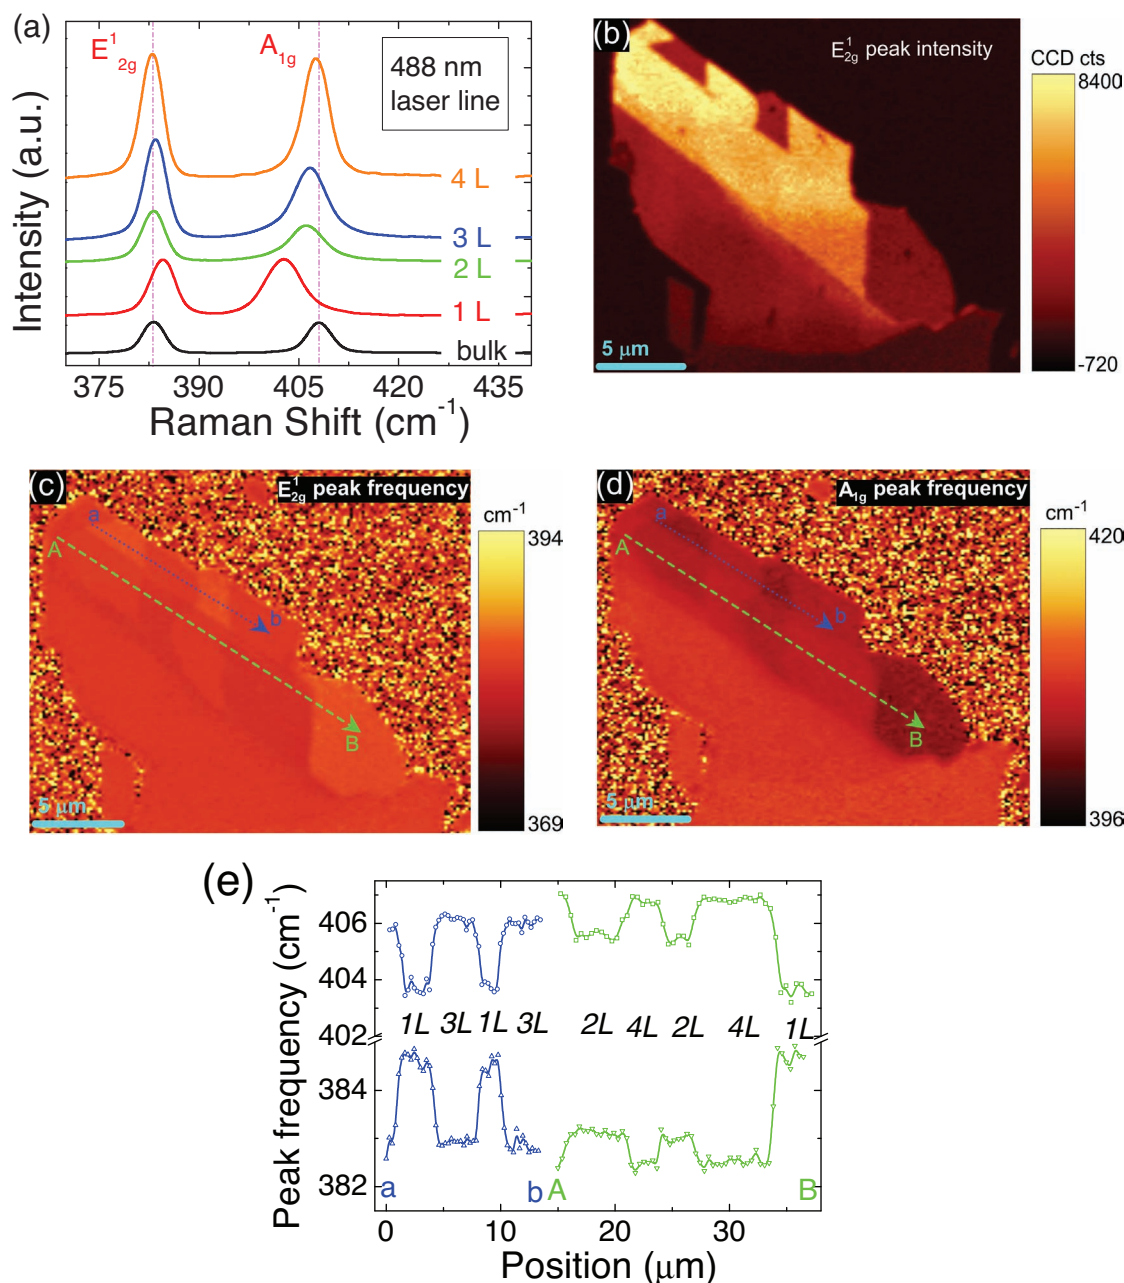 (a)
E¹2g
A1g
488 nm
laser line
4 L
3 L
2 L
1 L
bulk
Intensity (a.u.)
375 390 405 420 435
Raman Shift (cm⁻¹)
(b)
E¹2g peak intensity
CCD cts
8400
-720
5 µm
(c)
E¹2g peak frequency
a
A
b
B
5 µm
cm⁻¹
394
369
(d)
A1g peak frequency
a
A
b
B
5 µm
cm⁻¹
420
396
(e)
Peak frequency (cm⁻¹)
406
404
402
384
382
1L 3L 1L 3L 2L 4L 2L 4L 1L
a b A B
0 10 20 30
Position (µm)